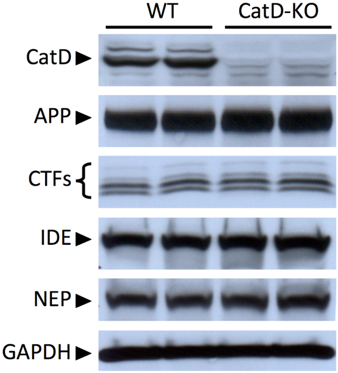 WT CatD-KO
CatD
APP
CTFs
IDE
NEP
GAPDH